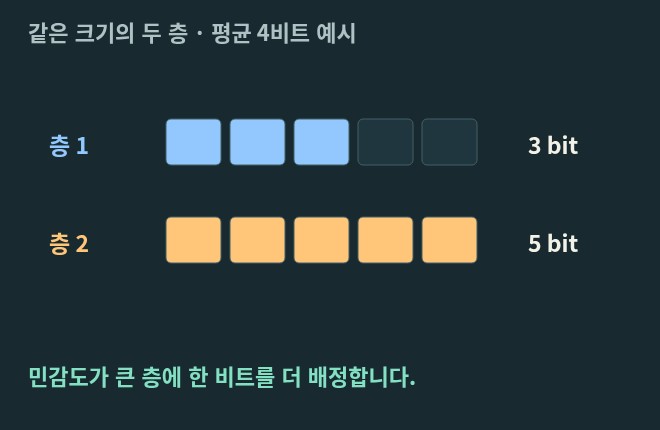 같은 크기의 두 층 · 평균 4비트 예시
층 1 3 bit
층 2 5 bit
민감도가 큰 층에 한 비트를 더 배정합니다.